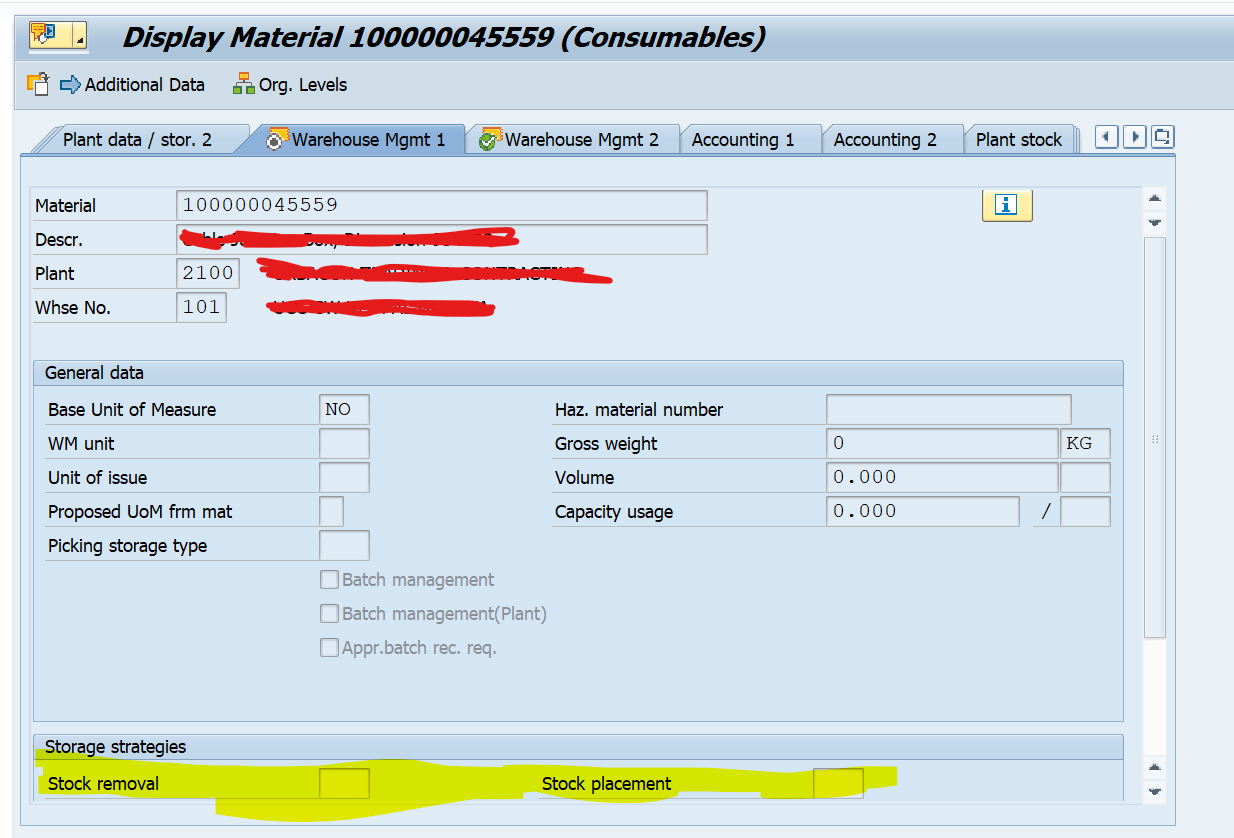 Display Material 100000045559 (Consumables)
Additional Data Org. Levels
Plant data / stor. 2 Warehouse Mgmt 1 Warehouse Mgmt 2 Accounting 1 Accounting 2 Plant stock
Material 100000045559
Descr.
Plant 2100
Whse No. 101
General data
Base Unit of Measure NO Haz. material number
WM unit Gross weight 0 KG
Unit of issue Volume 0.000
Proposed UoM frm mat Capacity usage 0.000 /
Picking storage type
Batch management
Batch management(Plant)
Appr.batch rec. req.
Storage strategies
Stock removal Stock placement